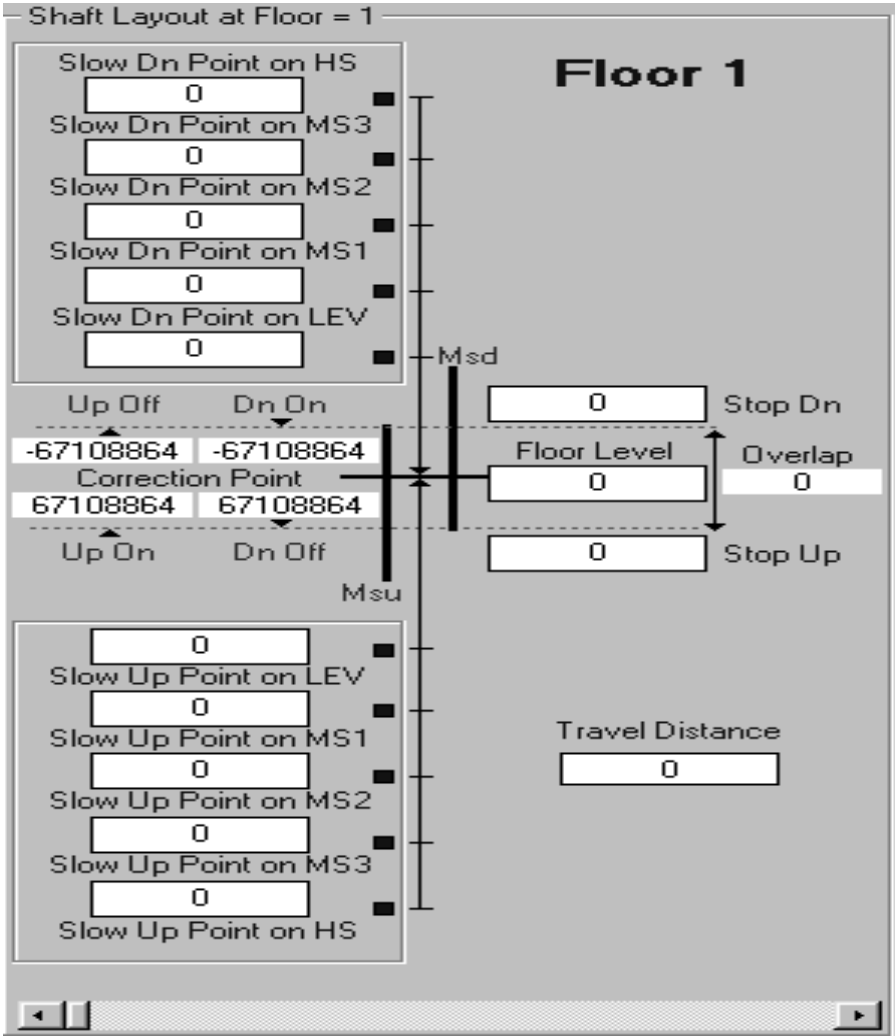 Shaft Layout at Floor = 1
Floor 1
Slow Dn Point on HS
0
Slow Dn Point on MS3
0
Slow Dn Point on MS2
0
Slow Dn Point on MS1
0
Slow Dn Point on LEV
0
Msd
Up Off Dn On
0 Stop Dn
-67108864 -67108864
Floor Level Overlap
Correction Point
0 0
67108864 67108864
Up On Dn Off
0 Stop Up
Msu
0
Slow Up Point on LEV
0
Slow Up Point on MS1
0
Slow Up Point on MS2
0
Slow Up Point on MS3
0
Slow Up Point on HS
Travel Distance
0